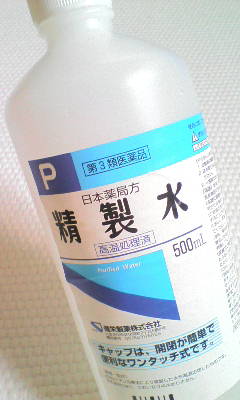 P
第3類医薬品
日本薬局方
精製水
高温処理済
500mL
Purified Water
健栄製薬株式会社
キャップは、開閉が簡単で
便利なワンタッチ式です。